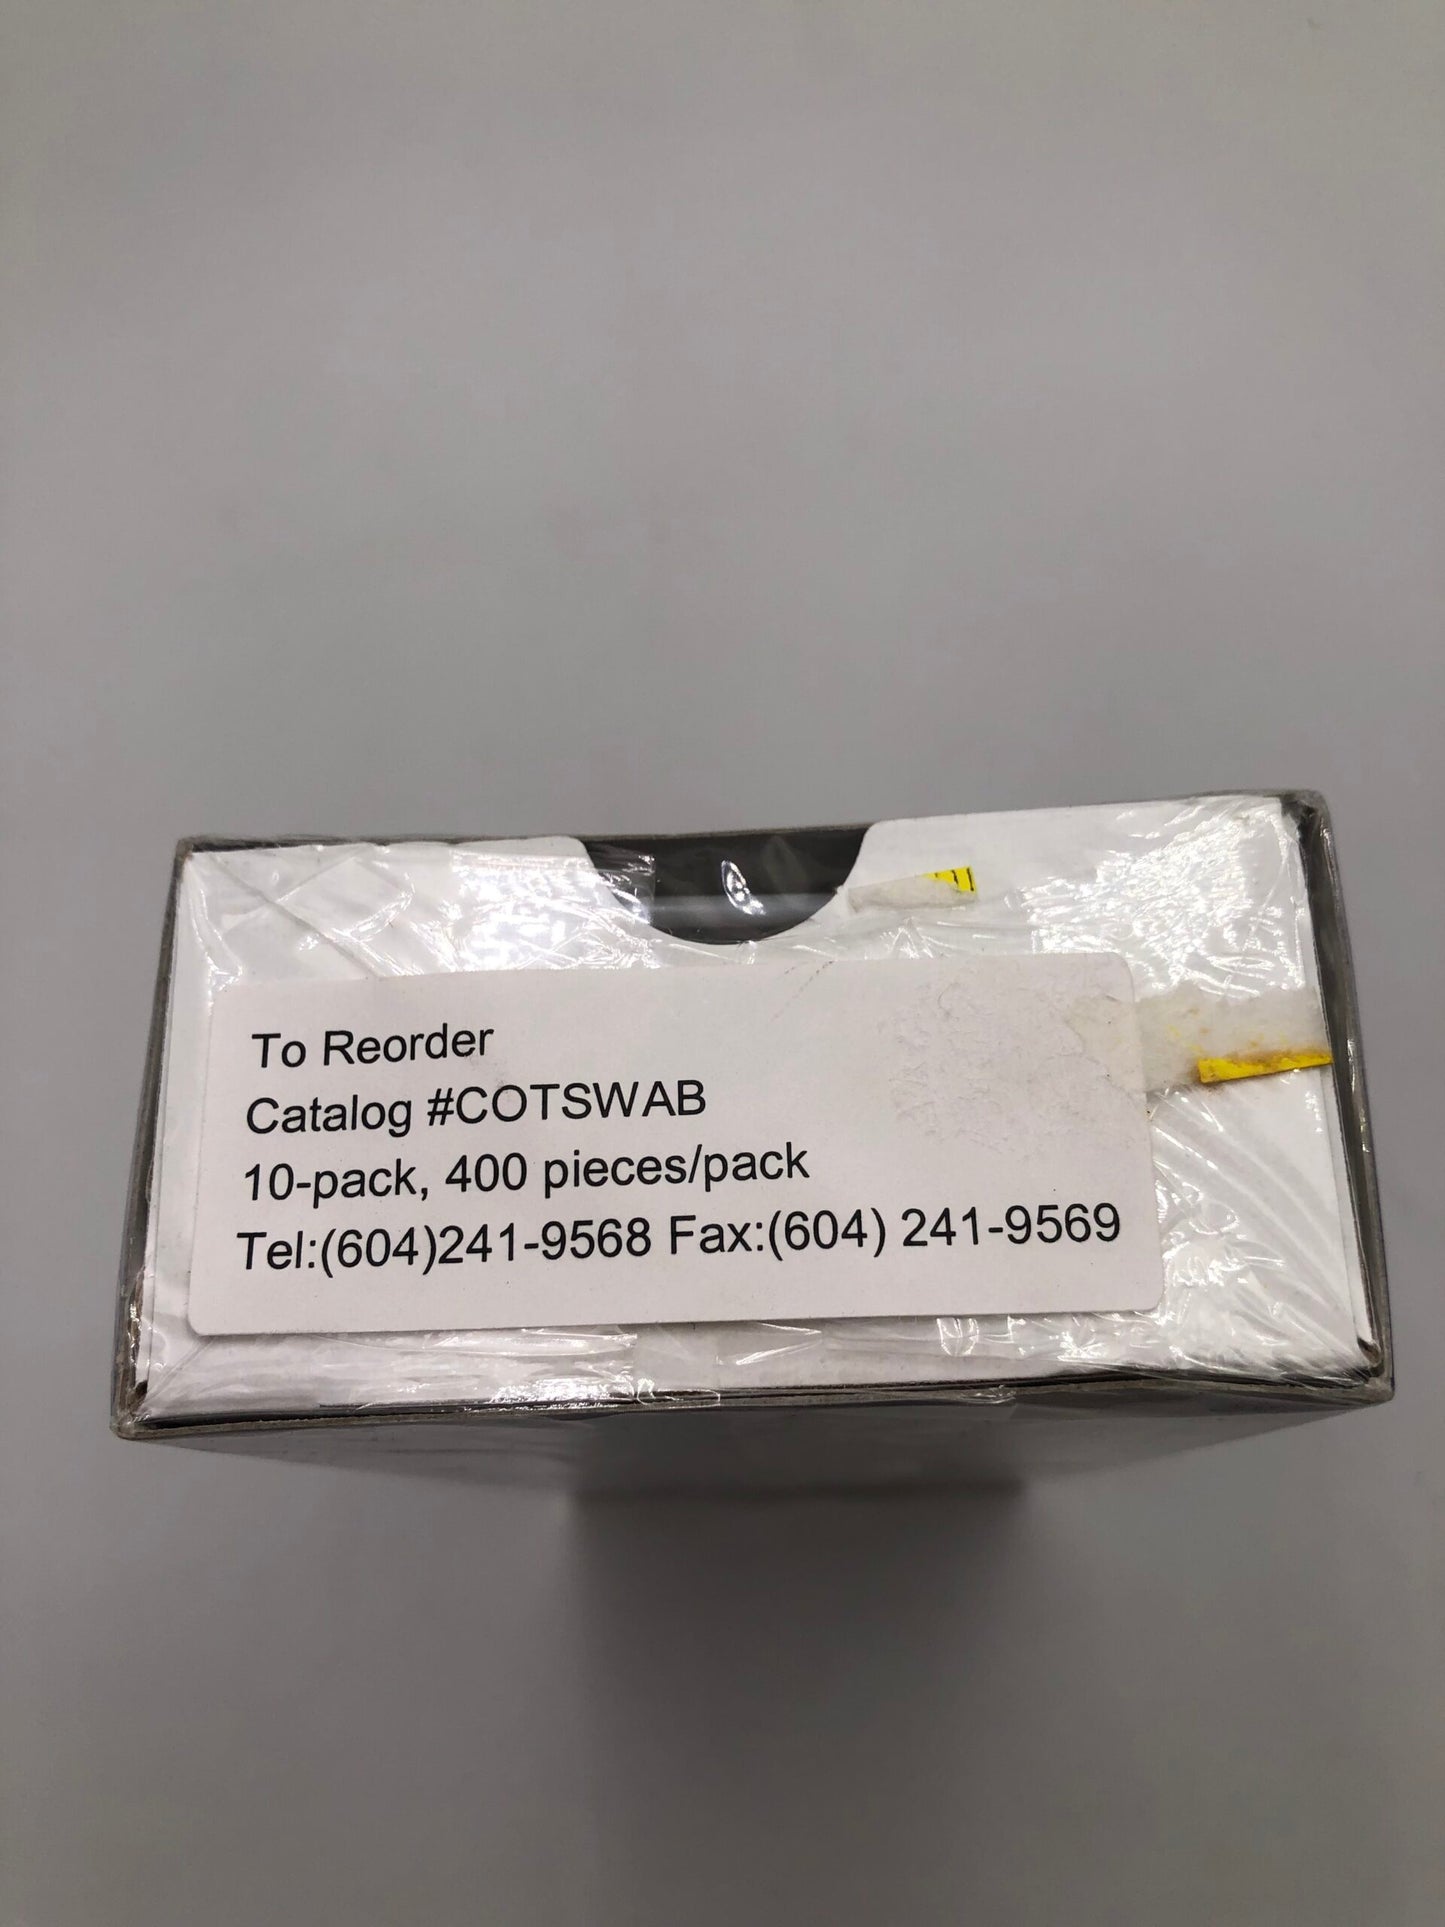 To Reorder
Catalog #COTSWAB
10-pack, 400 pieces/pack
Tel:(604)241-9568 Fax:(604) 241-9569